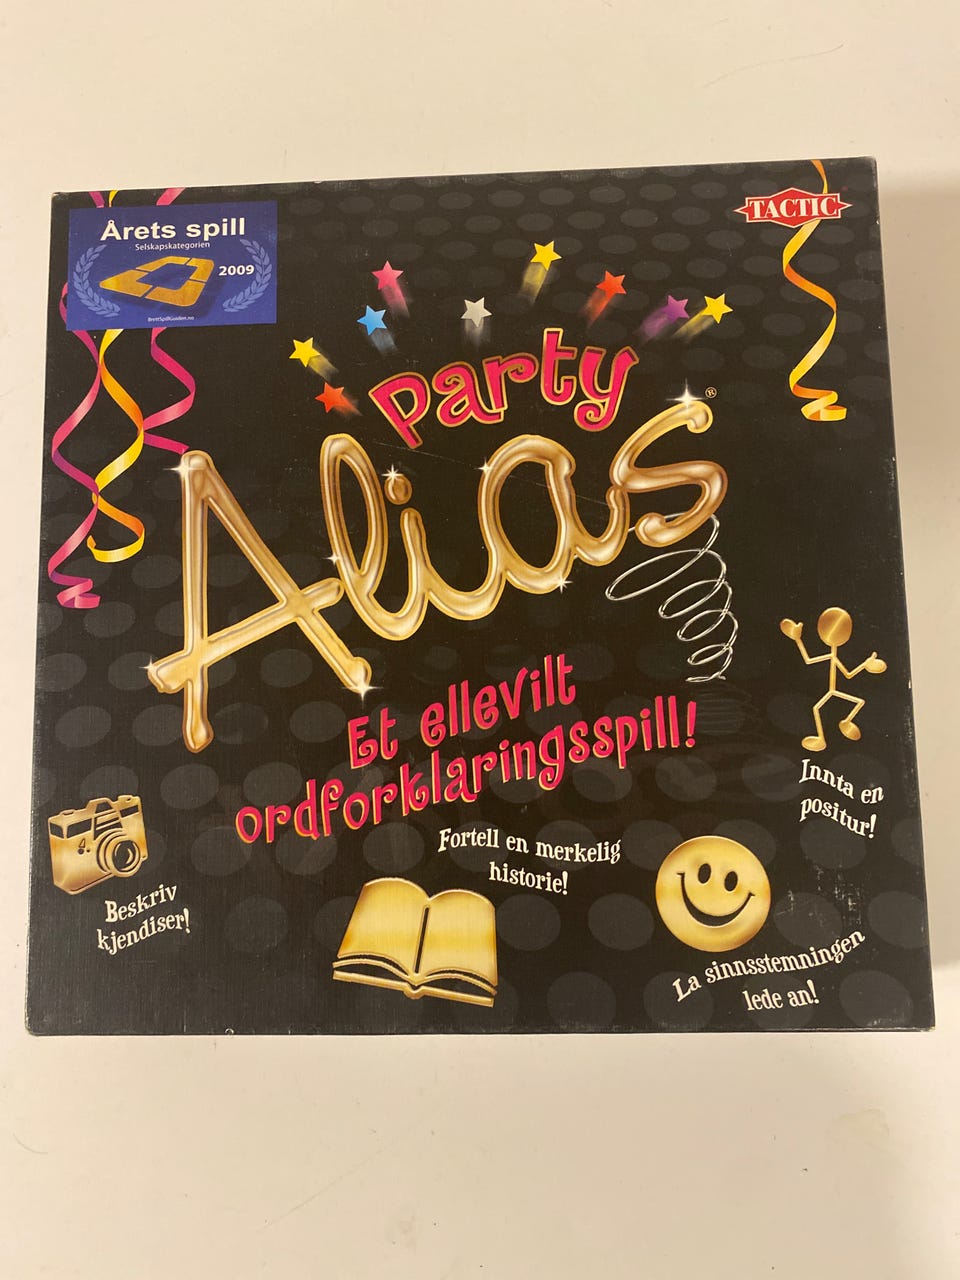 Årets spill
Selskapskategorien
2009
BrettSpillGuiden.no
TACTIC
Party
Alias
Et ellevilt
ordforklaringsspill!
Innta en
positur!
Fortell en merkelig
historie!
Beskriv
kjendiser!
La sinnsstemningen
lede an!